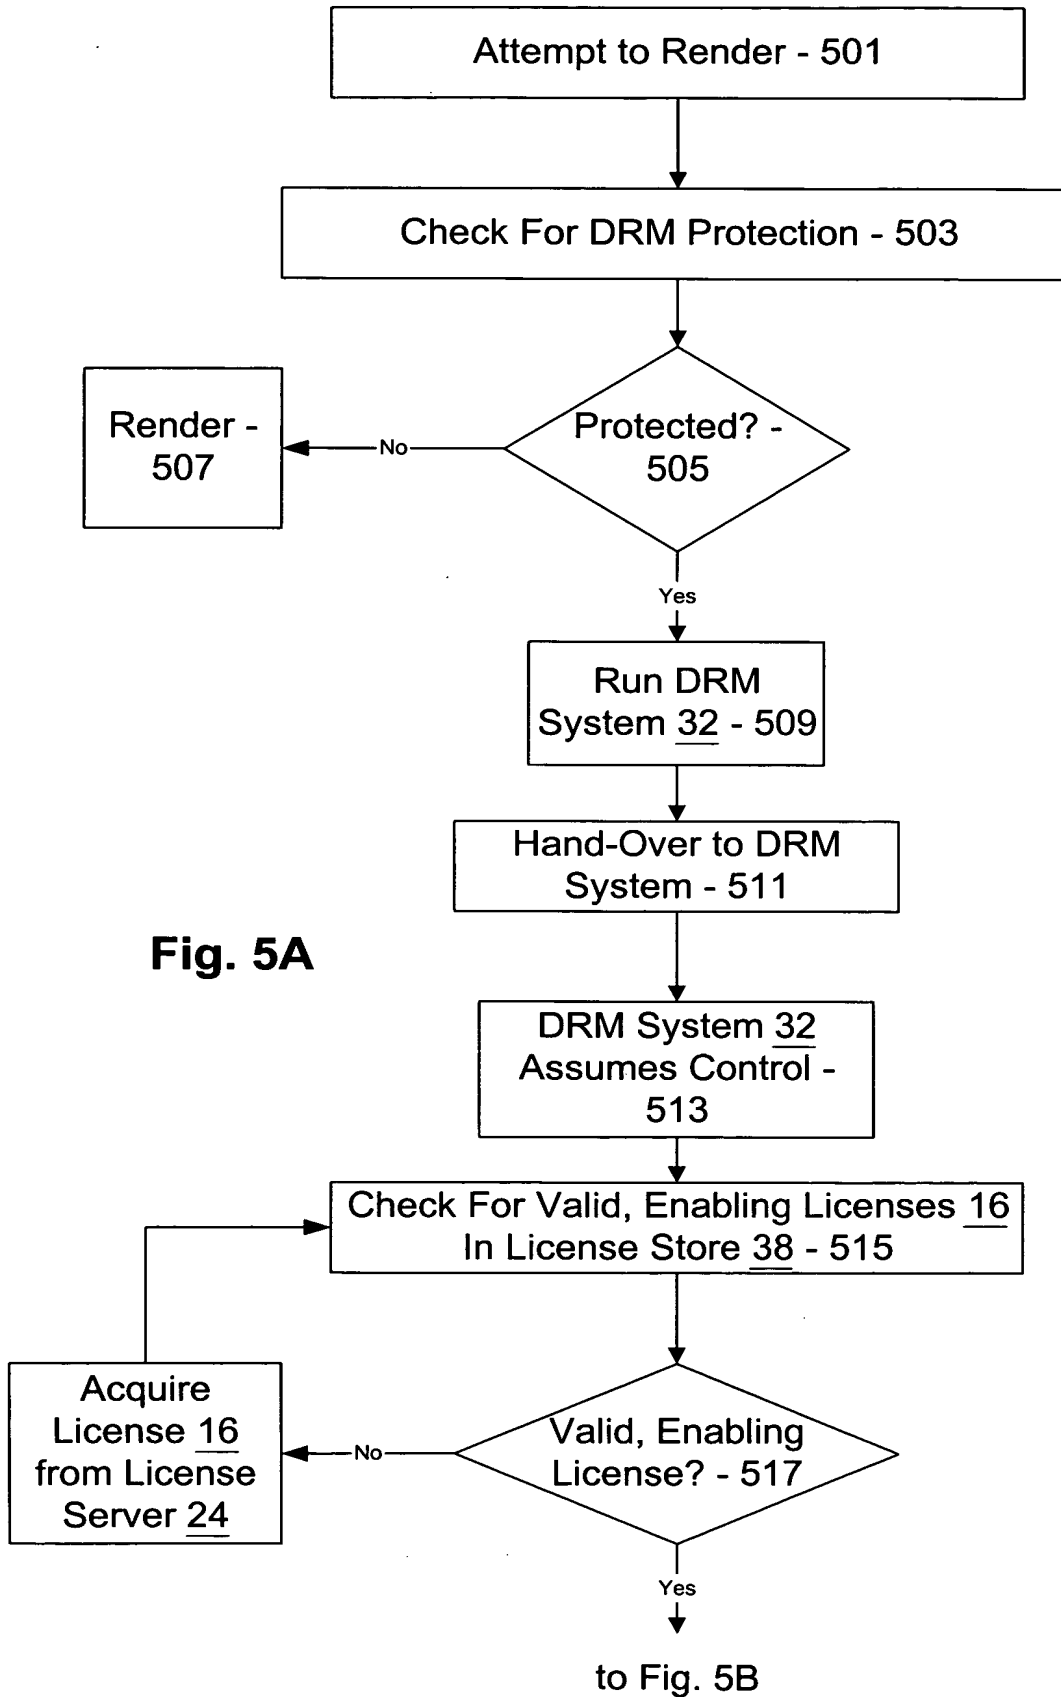 Attempt to Render - 501
Check For DRM Protection - 503
Protected? -
505
No
Render -
507
Yes
Run DRM
System 32 - 509
Hand-Over to DRM
System - 511
Fig. 5A
DRM System 32
Assumes Control -
513
Check For Valid, Enabling Licenses 16
In License Store 38 - 515
Valid, Enabling
License? - 517
No
Acquire
License 16
from License
Server 24
Yes
to Fig. 5B